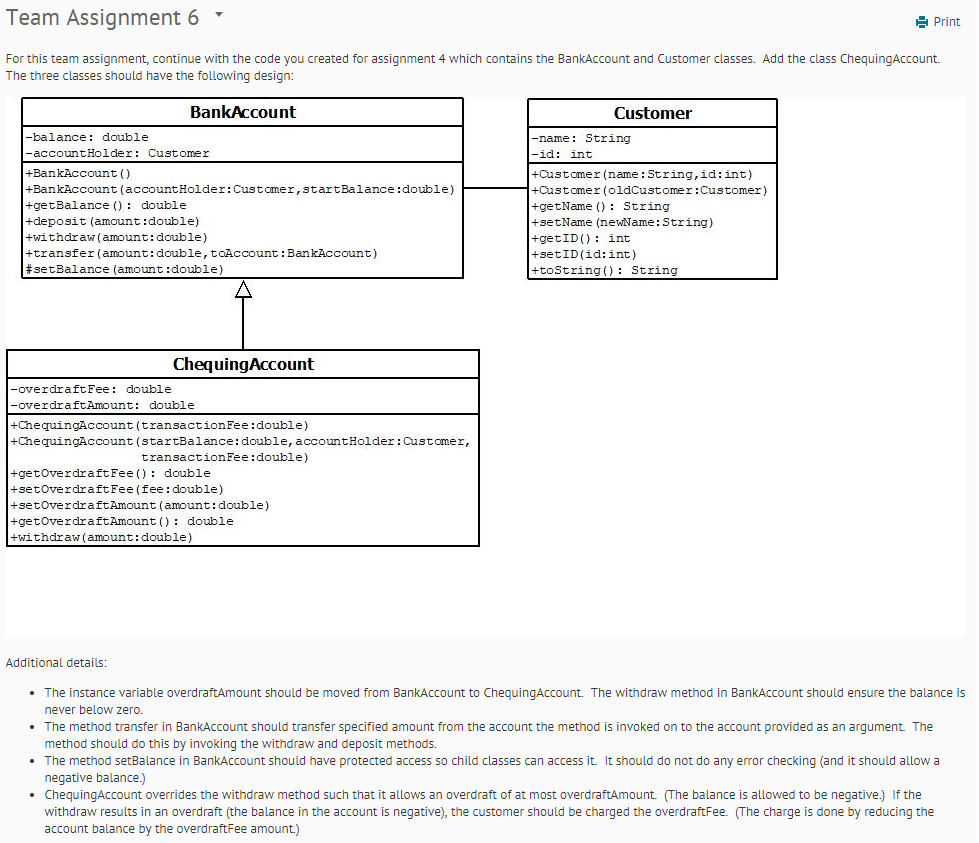 Team Assignment 6
Print
For this team assignment, continue with the code you created for assignment 4 which contains the BankAccount and Customer classes.  Add the class ChequingAccount.
The three classes should have the following design:
BankAccount
-balance: double
-accountHolder: Customer
+BankAccount()
+BankAccount(accountHolder:Customer,startBalance:double)
+getBalance(): double
+deposit(amount:double)
+withdraw(amount:double)
+transfer(amount:double,toAccount:BankAccount)
#setBalance(amount:double)
Customer
-name: String
-id: int
+Customer(name:String,id:int)
+Customer(oldCustomer:Customer)
+getName(): String
+setName(newName:String)
+getID(): int
+setID(id:int)
+toString(): String
ChequingAccount
-overdraftFee: double
-overdraftAmount: double
+ChequingAccount(transactionFee:double)
+ChequingAccount(startBalance:double,accountHolder:Customer,
transactionFee:double)
+getOverdraftFee(): double
+setOverdraftFee(fee:double)
+setOverdraftAmount(amount:double)
+getOverdraftAmount(): double
+withdraw(amount:double)
Additional details:
• The instance variable overdraftAmount should be moved from BankAccount to ChequingAccount.  The withdraw method in BankAccount should ensure the balance is
never below zero.
• The method transfer in BankAccount should transfer specified amount from the account the method is invoked on to the account provided as an argument.  The
method should do this by invoking the withdraw and deposit methods.
• The method setBalance in BankAccount should have protected access so child classes can access it.  It should do not do any error checking (and it should allow a
negative balance.)
• ChequingAccount overrides the withdraw method such that it allows an overdraft of at most overdraftAmount.  (The balance is allowed to be negative.)  If the
withdraw results in an overdraft (the balance in the account is negative), the customer should be charged the overdraftFee.  (The charge is done by reducing the
account balance by the overdraftFee amount.)